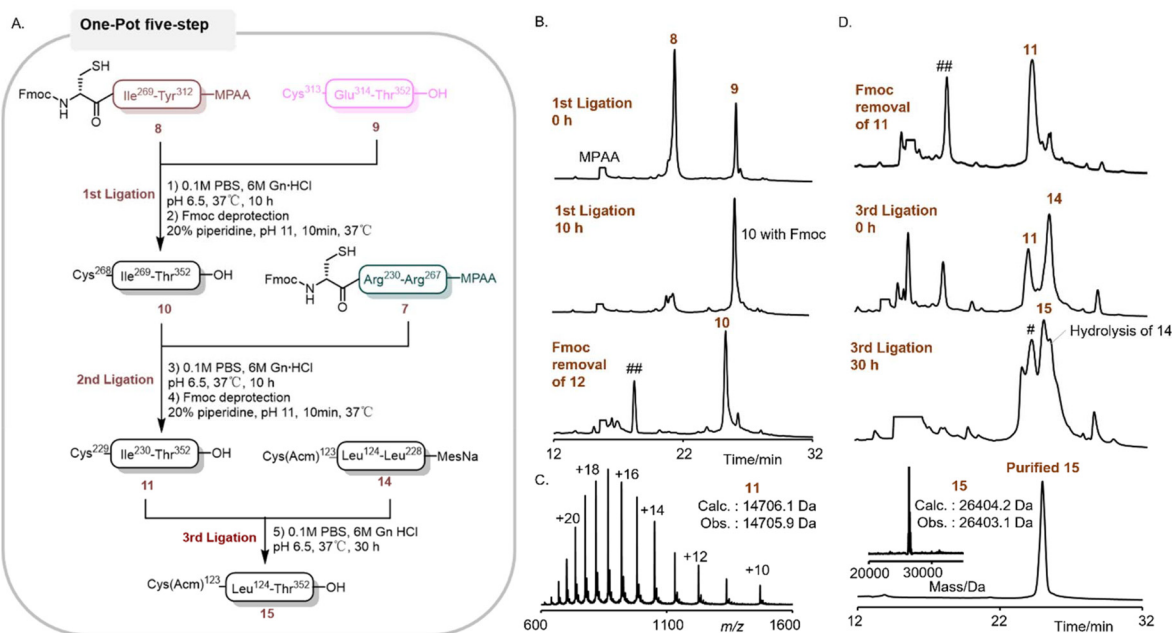 A.
One-Pot five-step
SH
Fmoc
N
H
O
Ile269-Tyr312
MPAA
8
Cys313
Glu314-Thr352
OH
9
1st Ligation
1) 0.1M PBS, 6M Gn·HCl
pH 6.5, 37℃, 10 h
2) Fmoc deprotection
20% piperidine, pH 11, 10min, 37℃
Cys268
Ile269-Thr352
OH
10
SH
Fmoc
N
H
O
Arg230-Arg267
MPAA
7
2nd Ligation
3) 0.1M PBS, 6M Gn·HCl
pH 6.5, 37℃, 10 h
4) Fmoc deprotection
20% piperidine, pH 11, 10min, 37℃
Cys229
Ile230-Thr352
OH
11
Cys(Acm)123
Leu124-Leu228
MesNa
14
3rd Ligation
5) 0.1M PBS, 6M Gn HCl
pH 6.5, 37℃, 30 h
Cys(Acm)123
Leu124-Thr352
OH
15
B.
8
9
1st Ligation
0 h
MPAA
1st Ligation
10 h
10 with Fmoc
10
Fmoc
removal
of 12
##
12
22
32
Time/min
C.
+20
+18
+16
+14
+12
+10
11
Calc. : 14706.1 Da
Obs. : 14705.9 Da
600
1100
m/z
1600
D.
11
Fmoc
removal
of 11
##
14
3rd Ligation
0 h
11
15
3rd Ligation
30 h
#
Hydrolysis of 14
Purified 15
15
Calc. : 26404.2 Da
Obs. : 26403.1 Da
20000
30000
Mass/Da
12
22
32
Time/min